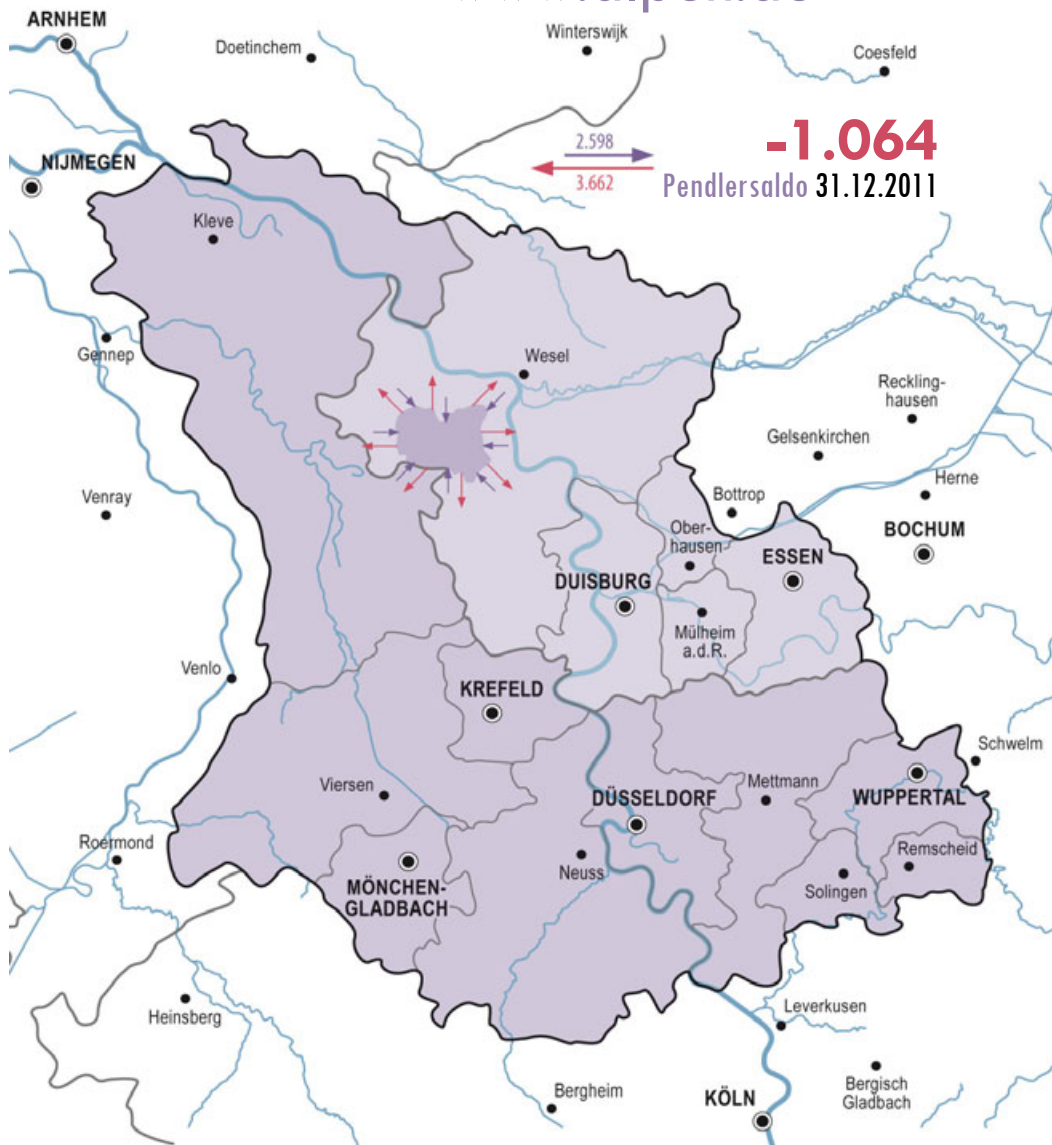 ARNHEM
Doetinchem
Winterswijk
Coesfeld
2.598
3.662
-1.064
Pendlersaldo 31.12.2011
NIJMEGEN
Kleve
Gennep
Wesel
Reckling-
hausen
Gelsenkirchen
Herne
Venray
Bottrop
BOCHUM
Ober-
hausen
ESSEN
DUISBURG
Mülheim
a.d.R.
Venlo
KREFELD
Schwelm
Viersen
Mettmann
DÜSSELDORF
WUPPERTAL
Roermond
Neuss
Remscheid
Solingen
MÖNCHEN-
GLADBACH
Heinsberg
Leverkusen
Bergheim
KÖLN
Bergisch
Gladbach